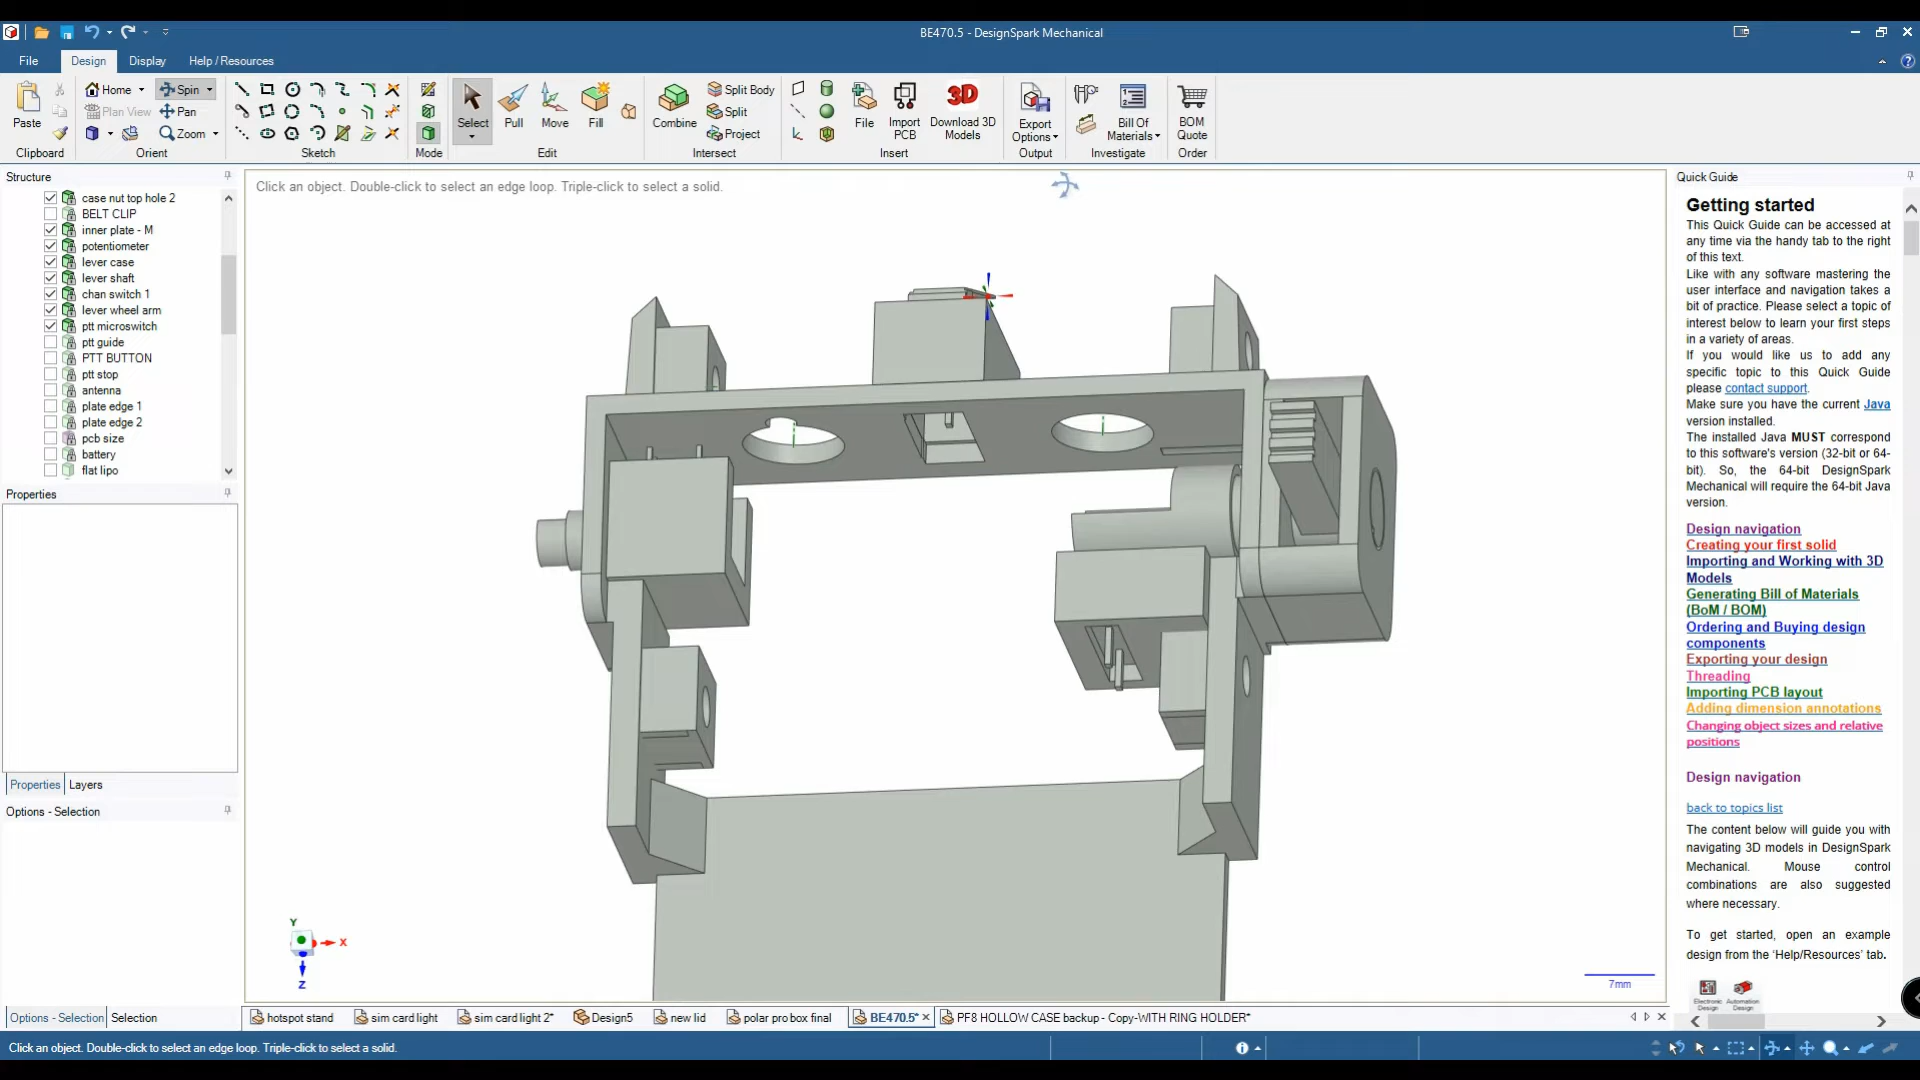 BE470.5 - DesignSpark Mechanical
File
Design
Display
Help / Resources
Paste
Clipboard
Home
Spin
Plan View
Pan
Zoom
Orient
Sketch
Mode
Select
Pull
Move
Fill
Edit
Combine
Split Body
Split
Project
Intersect
File
Import PCB
Download 3D Models
Insert
Export Options
Output
Bill Of Materials
Investigate
BOM Quote
Order
Structure
case nut top hole 2
BELT CLIP
inner plate - M
potentiometer
lever case
lever shaft
chan switch 1
lever wheel arm
ptt microswitch
ptt guide
PTT BUTTON
ptt stop
antenna
plate edge 1
plate edge 2
pcb size
battery
flat lipo
Properties
Properties
Layers
Options - Selection
Options - Selection
Selection
Click an object. Double-click to select an edge loop. Triple-click to select a solid.
Y
X
Z
7mm
hotspot stand
sim card light
sim card light 2*
Design5
new lid
polar pro box final
BE470.5*
PF8 HOLLOW CASE backup - Copy-WITH RING HOLDER*
Quick Guide
Getting started
This Quick Guide can be accessed at
any time via the handy tab to the right
of this text.
Like with any software mastering the
user interface and navigation takes a
bit of practice. Please select a topic of
interest below to learn your first steps
in a variety of areas.
If you would like us to add any
specific topic to this Quick Guide
please contact support.
Make sure you have the current Java
version installed.
The installed Java MUST correspond
to this software's version (32-bit or 64-
bit). So, the 64-bit DesignSpark
Mechanical will require the 64-bit Java
version.
Design navigation
Creating your first solid
Importing and Working with 3D
Models
Generating Bill of Materials
(BoM / BOM)
Ordering and Buying design
components
Exporting your design
Threading
Importing PCB layout
Adding dimension annotations
Changing object sizes and relative
positions
Design navigation
back to topics list
The content below will guide you with
navigating 3D models in DesignSpark
Mechanical. Mouse control
combinations are also suggested
where necessary.
To get started, open an example
design from the 'Help/Resources' tab.
Electronic Design
Automation Design
Click an object. Double-click to select an edge loop. Triple-click to select a solid.